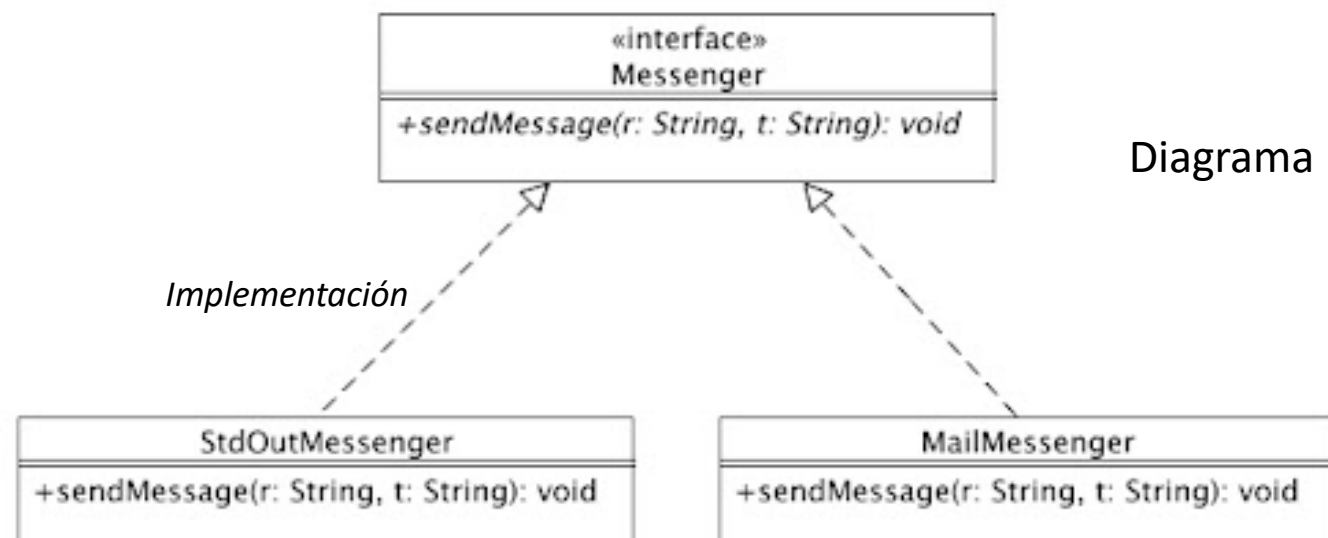 «interface»
Messenger
+sendMessage(r: String, t: String): void
Diagrama
Implementación
StdOutMessenger
+sendMessage(r: String, t: String): void
MailMessenger
+sendMessage(r: String, t: String): void